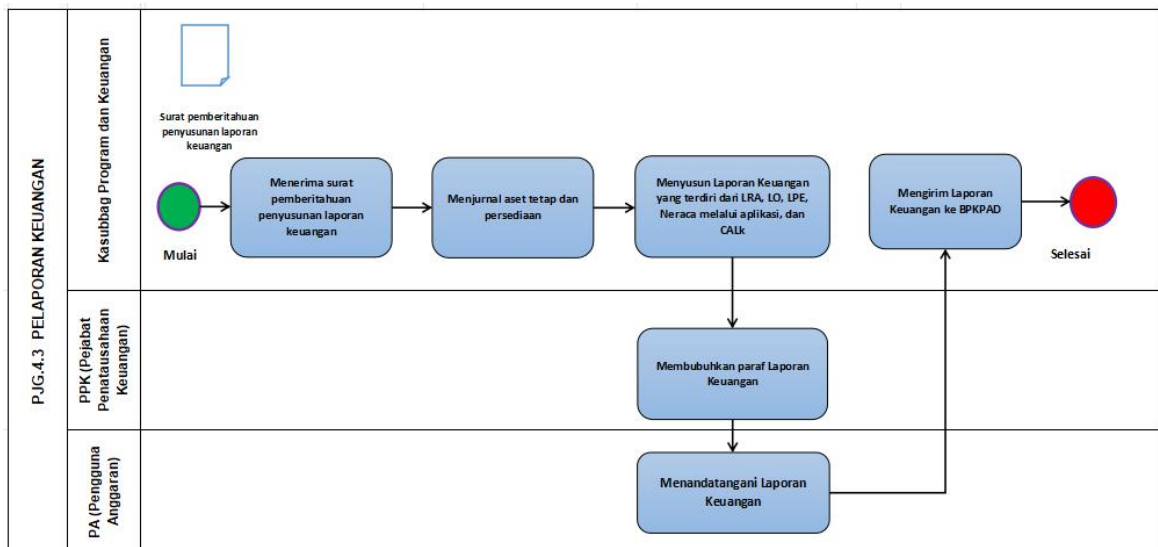 PJG.4.3 PELAPORAN KEUANGAN
Kasubbag Program dan Keuangan
Surat pemberitahuan
penyusunan laporan
keuangan
Mulai
Menerima surat
pemberitahuan
penyusunan laporan
keuangan
Menjurnal aset tetap dan
persediaan
Menyusun Laporan Keuangan
yang terdiri dari LRA, LO, LPE,
Neraca melalui aplikasi, dan
CALk
Mengirim Laporan
Keuangan ke BPKPAD
Selesai
PPK (Pejabat
Penatausahaan
Keuangan)
Membubuhkan paraf Laporan
Keuangan
PA (Pengguna
Anggaran)
Menandatangani Laporan
Keuangan